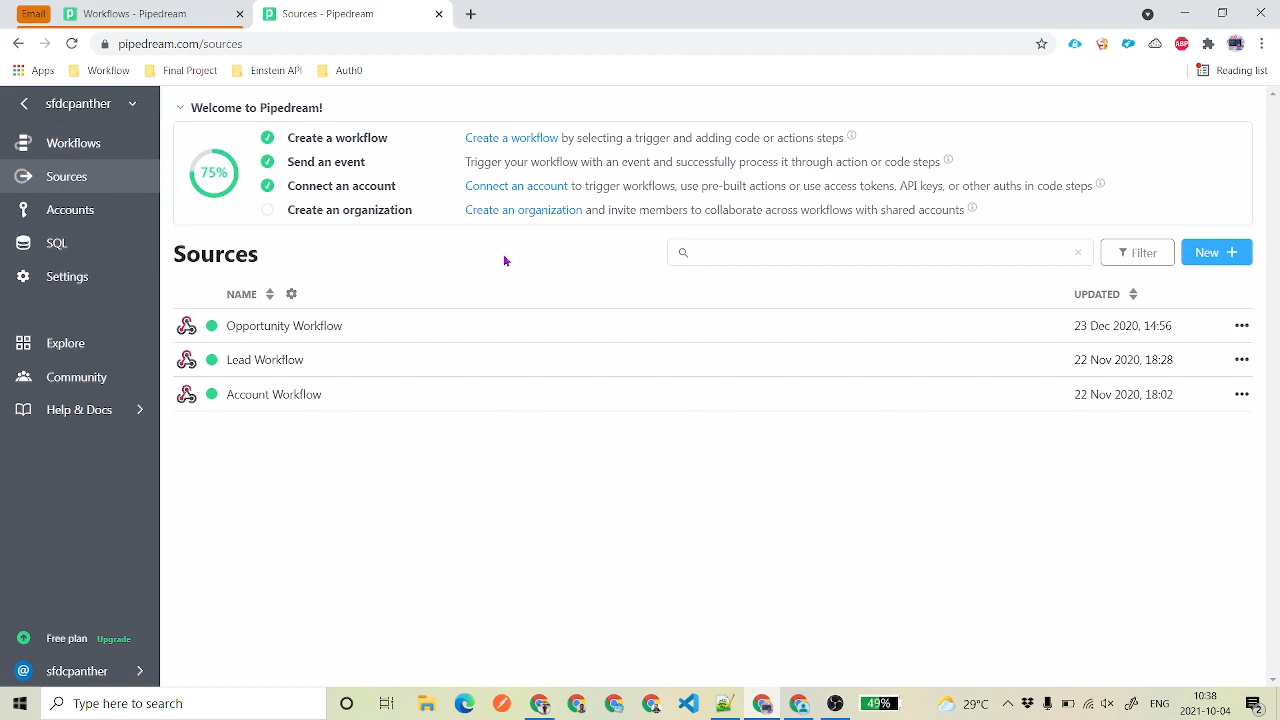 Email
Workflows - Pipedream
Sources - Pipedream
pipedream.com/sources
ABP
Apps
Workflow
Final Project
Einstein API
Auth0
Reading list
sfdcpanther
Workflows
Sources
Accounts
SQL
Settings
Explore
Community
Help & Docs
Free plan Upgrade
@ sfdcpanther
Welcome to Pipedream!
75%
Create a workflow
Create a workflow by selecting a trigger and adding code or actions steps
Send an event
Trigger your workflow with an event and successfully process it through action or code steps
Connect an account
Connect an account to trigger workflows, use pre-built actions or use access tokens, API keys, or other auths in code steps
Create an organization
Create an organization and invite members to collaborate across workflows with shared accounts
Sources
Filter
New +
NAME
UPDATED
Opportunity Workflow
23 Dec 2020, 14:56
Lead Workflow
22 Nov 2020, 18:28
Account Workflow
22 Nov 2020, 18:02
Type here to search
49%
29°C
ENG
10:38
2021-10-04
2